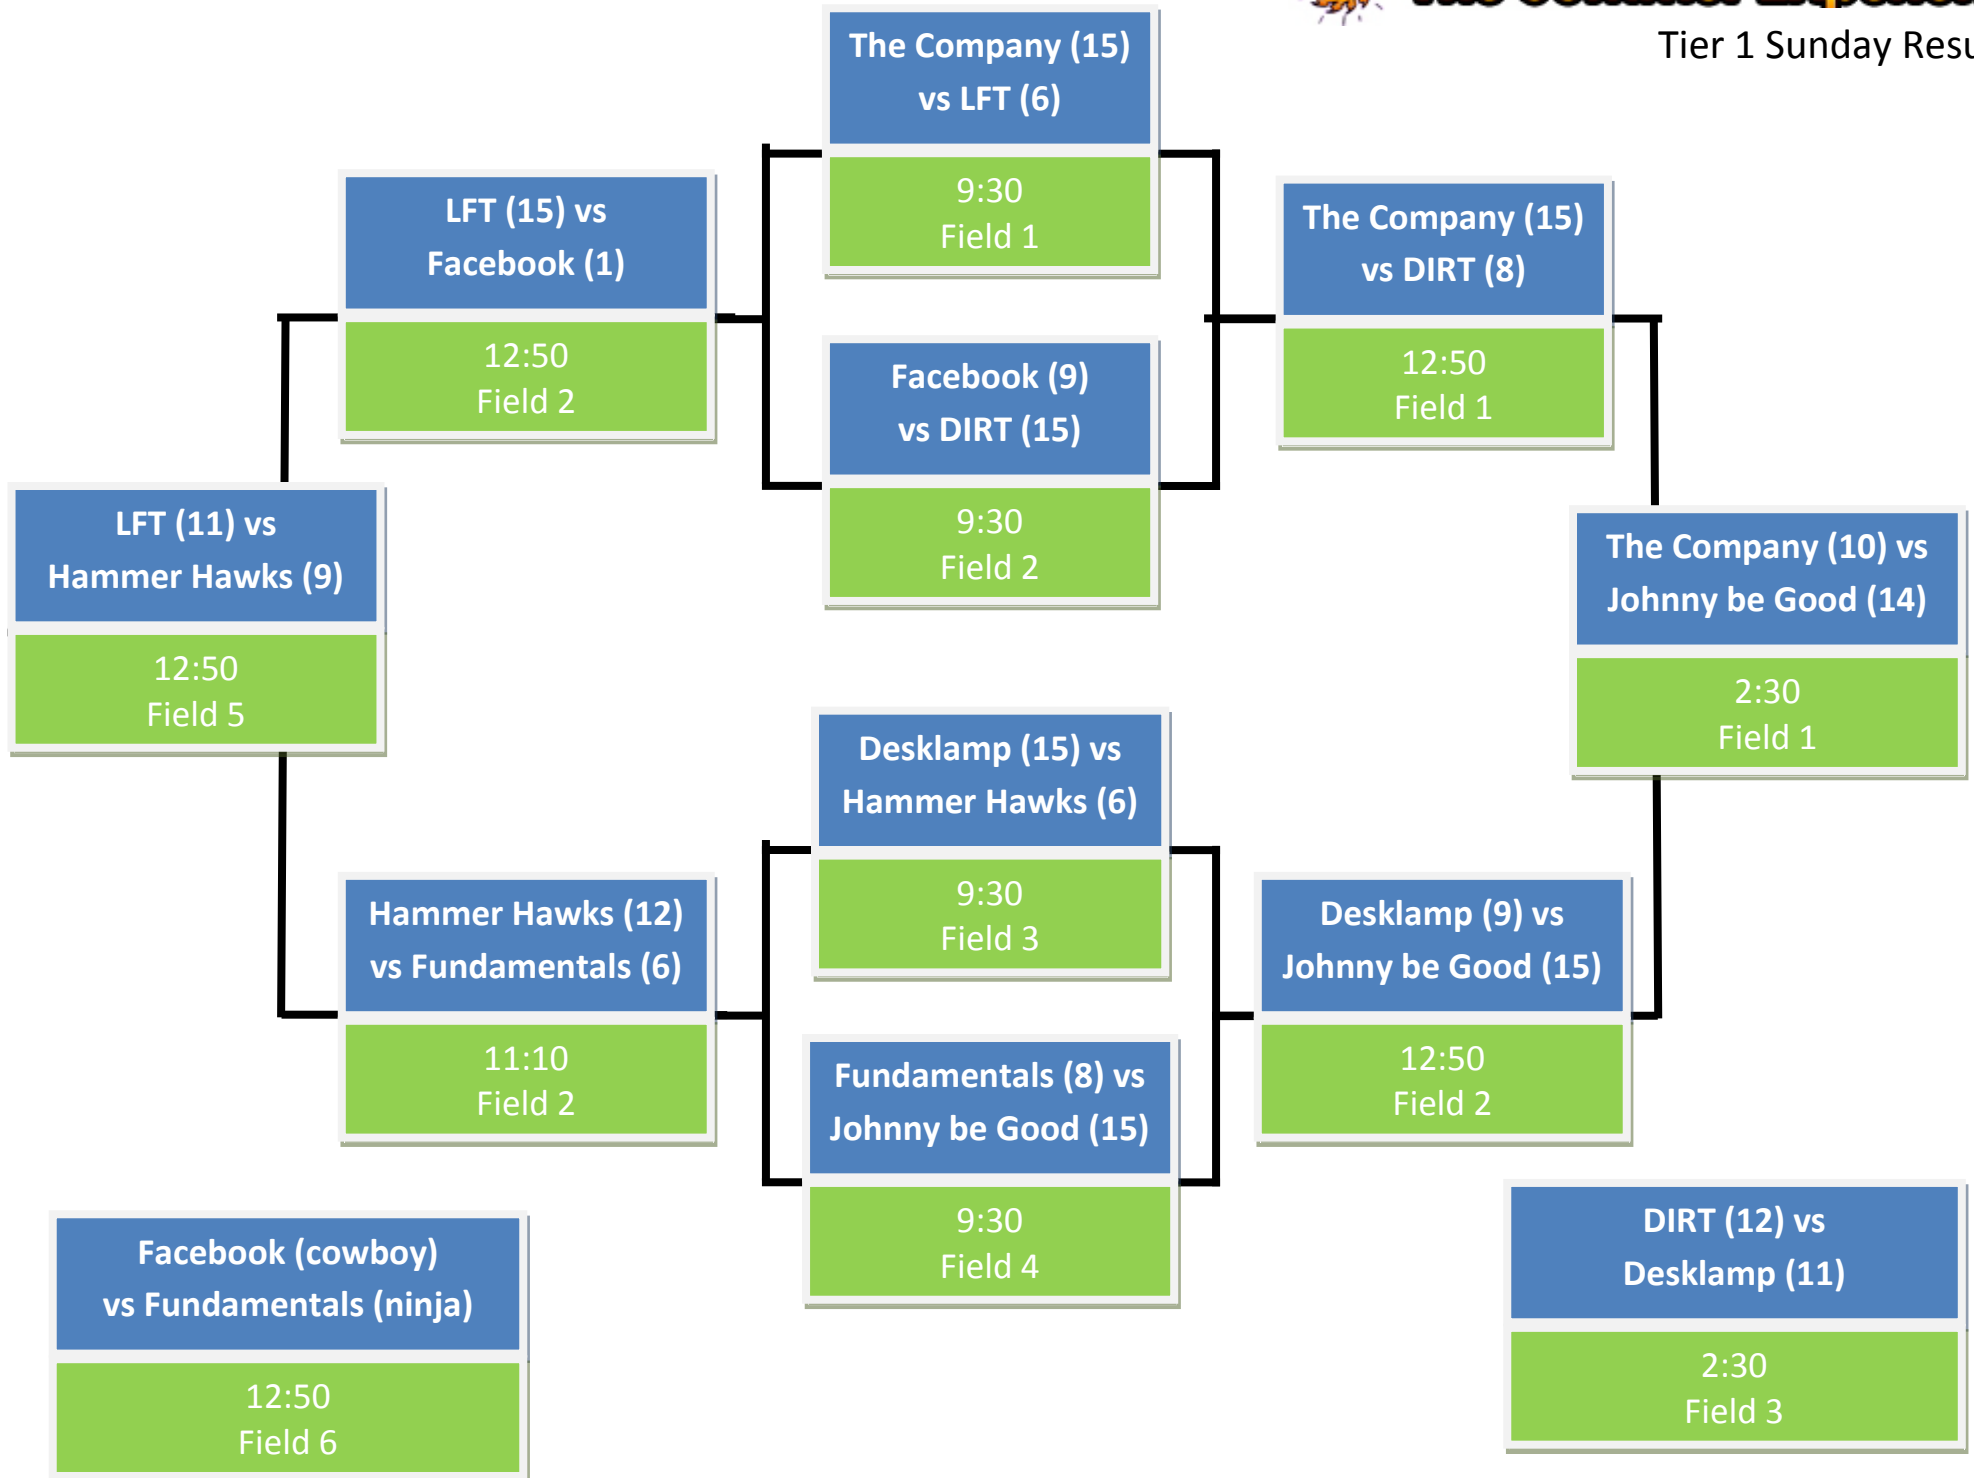 Tier 1 Sunday
The Company (15)
vs LFT (6)
9:30
Field 1
LFT (15) vs
Facebook (1)
12:50
Field 2
The Company (15)
vs DIRT (8)
12:50
Field 1
Facebook (9)
vs DIRT (15)
9:30
Field 2
LFT (11) vs
Hammer Hawks (9)
12:50
Field 5
The Company (10) vs
Johnny be Good (14)
2:30
Field 1
Desklamp (15) vs
Hammer Hawks (6)
9:30
Field 3
Hammer Hawks (12)
vs Fundamentals (6)
11:10
Field 2
Desklamp (9) vs
Johnny be Good (15)
12:50
Field 2
Fundamentals (8) vs
Johnny be Good (15)
9:30
Field 4
Facebook (cowboy)
vs Fundamentals (ninja)
12:50
Field 6
DIRT (12) vs
Desklamp (11)
2:30
Field 3